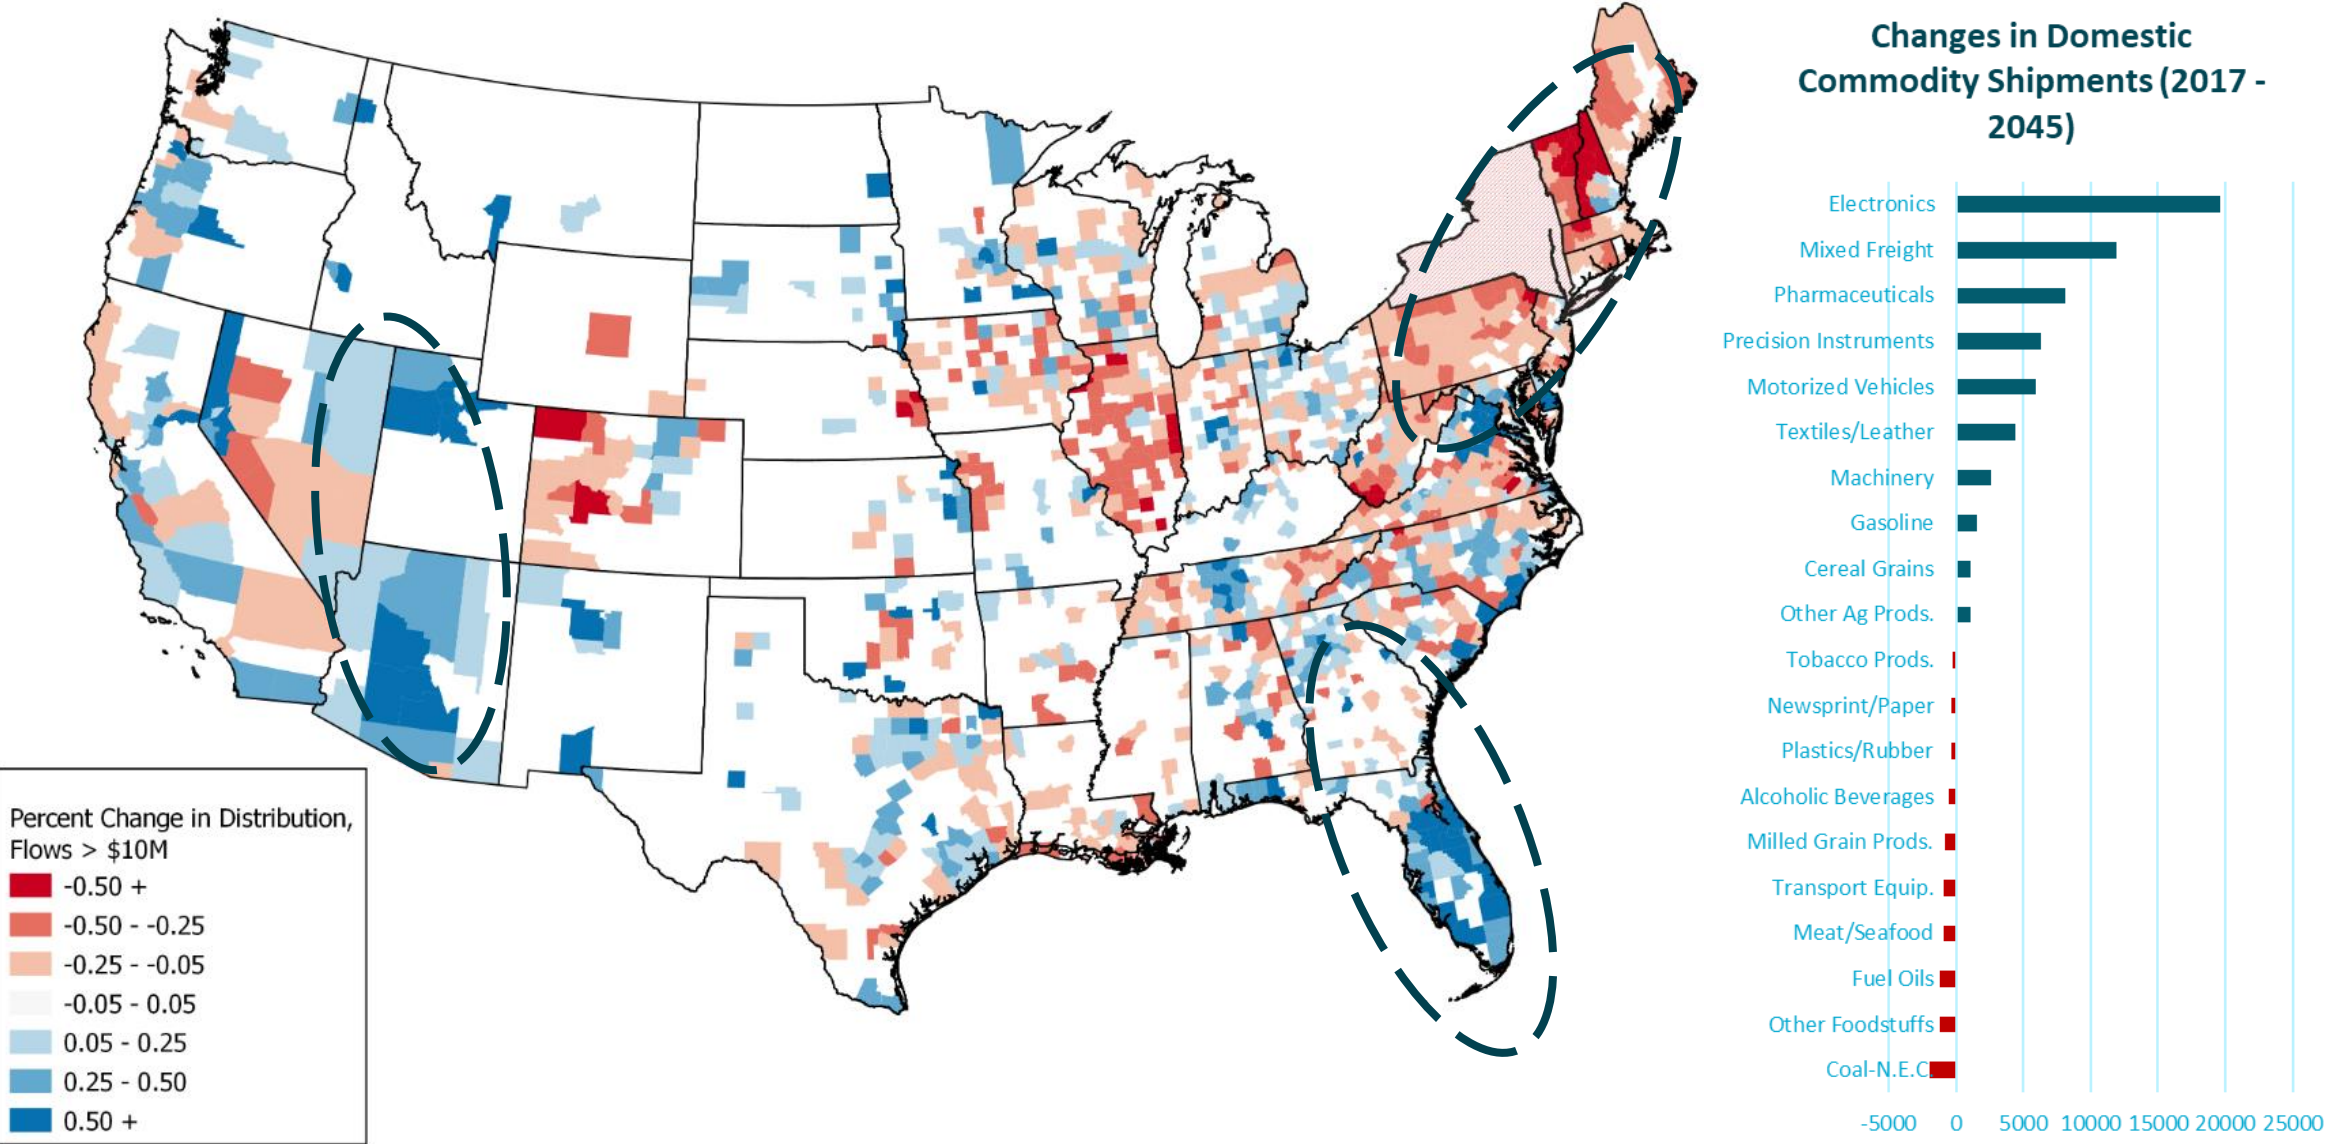 Changes in Domestic
Commodity Shipments (2017 -
2045)
Electronics
Mixed Freight
Pharmaceuticals
Precision Instruments
Motorized Vehicles
Textiles/Leather
Machinery
Gasoline
Cereal Grains
Other Ag Prods.
Tobacco Prods.
Newsprint/Paper
Plastics/Rubber
Alcoholic Beverages
Milled Grain Prods.
Transport Equip.
Meat/Seafood
Fuel Oils
Other Foodstuffs
Coal-N.E.C.
-5000 0 5000 10000 15000 20000 25000
Percent Change in Distribution,
Flows > $10M
-0.50 +
-0.50 - -0.25
-0.25 - -0.05
-0.05 - 0.05
0.05 - 0.25
0.25 - 0.50
0.50 +